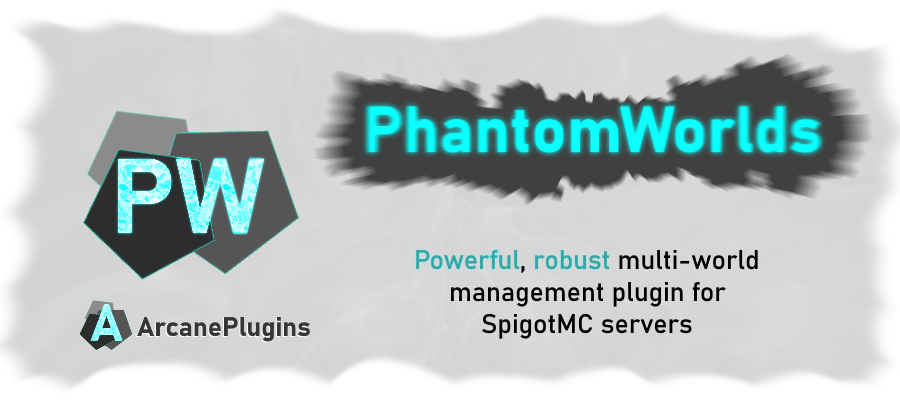 PhantomWorlds
PW
Powerful, robust multi-world
management plugin for
SpigotMC servers
A ArcanePlugins